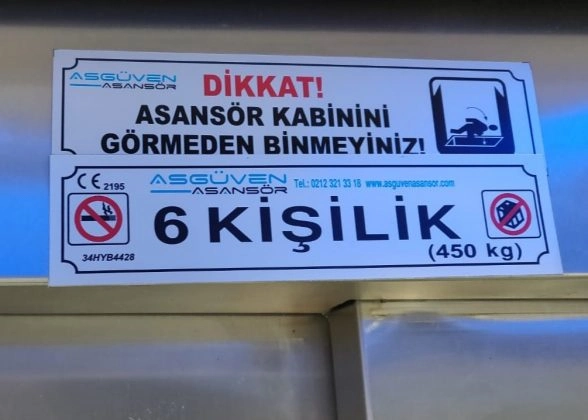 ASGÜVEN
ASANSÖR
DİKKAT!
ASANSÖR KABİNİNİ
GÖRMEDEN BİNMEYİNİZ!
CE 2195
ASGÜVEN
ASANSÖR
Tel.: 0212 321 33 18 www.asguvenasansor.com
6 KİŞİLİK
(450 kg)
34HYB4428